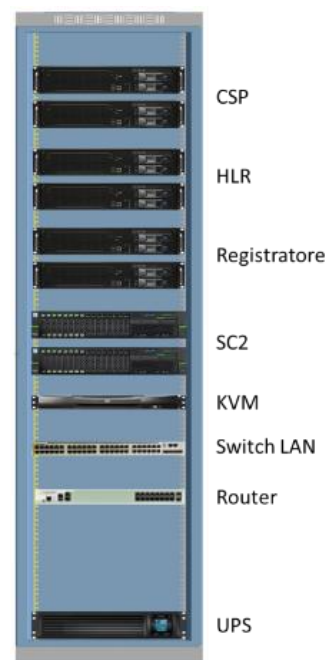 CSP
HLR
Registratore
SC2
KVM
Switch LAN
Router
UPS